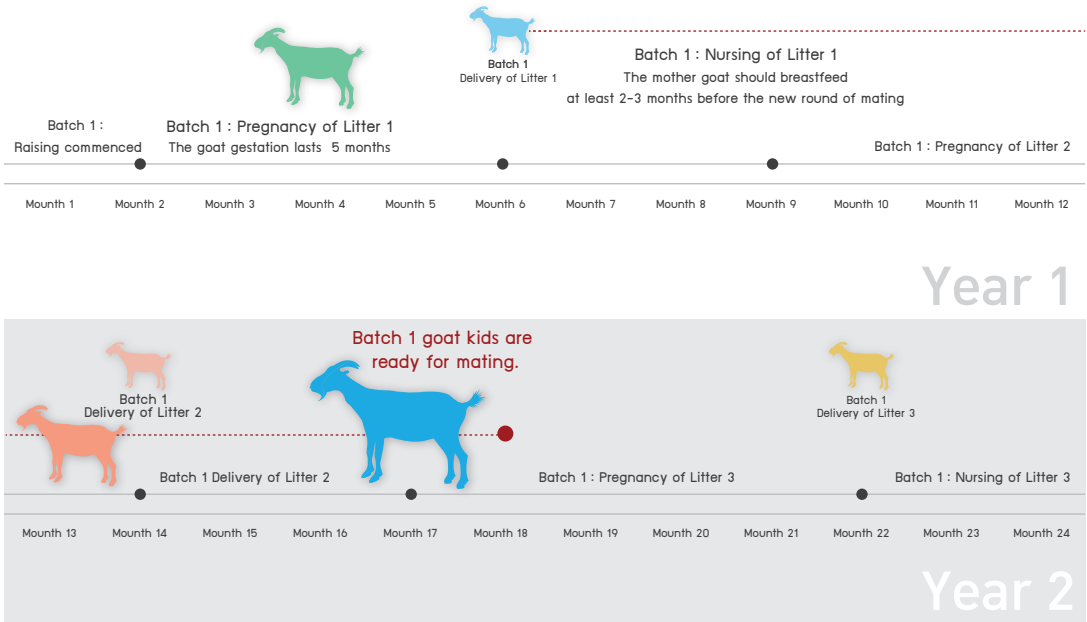 Batch 1
Delivery of Litter 1
Batch 1 : Nursing of Litter 1
The mother goat should breastfeed
at least 2-3 months before the new round of mating
Batch 1 :
Raising commenced
Batch 1 : Pregnancy of Litter 1
The goat gestation lasts 5 months
Batch 1 : Pregnancy of Litter 2
Mounth 1 Mounth 2 Mounth 3 Mounth 4 Mounth 5 Mounth 6 Mounth 7 Mounth 8 Mounth 9 Mounth 10 Mounth 11 Mounth 12
Year 1
Batch 1 goat kids are
ready for mating.
Batch 1
Delivery of Litter 2
Batch 1
Delivery of Litter 3
Batch 1 Delivery of Litter 2
Batch 1 : Pregnancy of Litter 3
Batch 1 : Nursing of Litter 3
Mounth 13 Mounth 14 Mounth 15 Mounth 16 Mounth 17 Mounth 18 Mounth 19 Mounth 20 Mounth 21 Mounth 22 Mounth 23 Mounth 24
Year 2